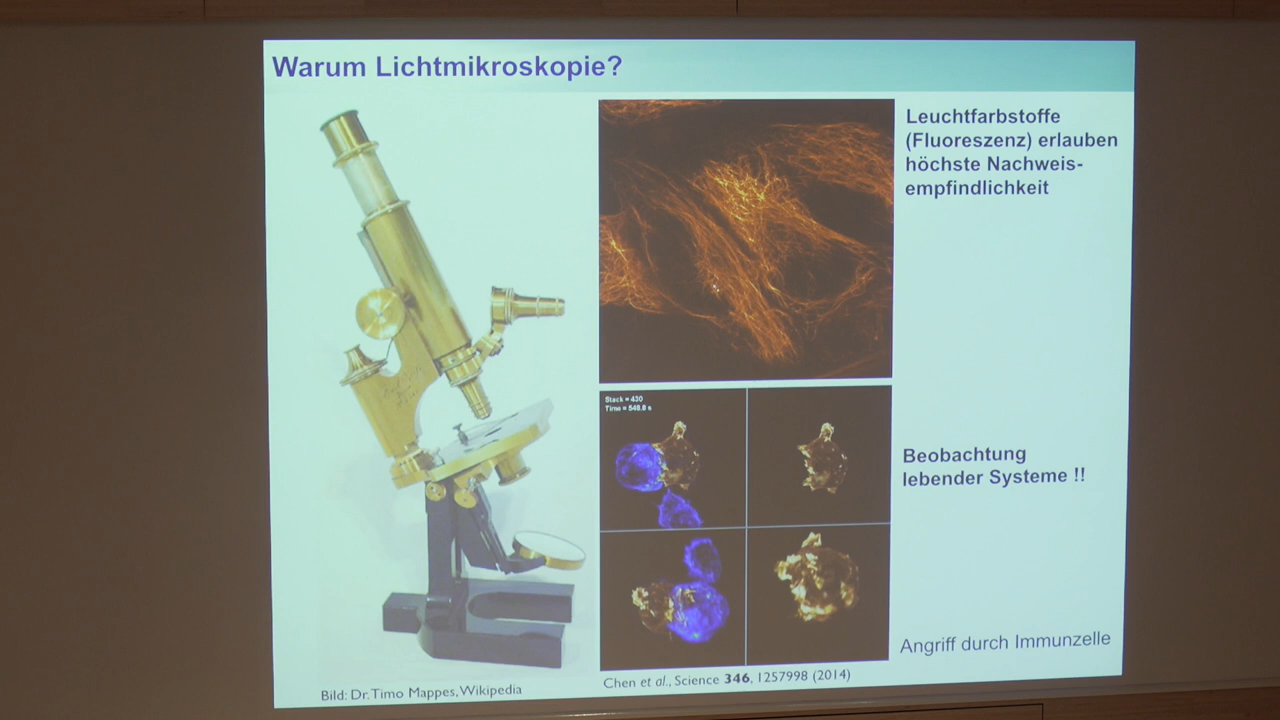 Warum Lichtmikroskopie?
Leuchtfarbstoffe
(Fluoreszenz) erlauben
höchste Nachweis-
empfindlichkeit
Stack = 430
Time = 548.8 s
Beobachtung
lebender Systeme !!
Angriff durch Immunzelle
Bild: Dr. Timo Mappes, Wikipedia
Chen et al., Science 346, 1257998 (2014)